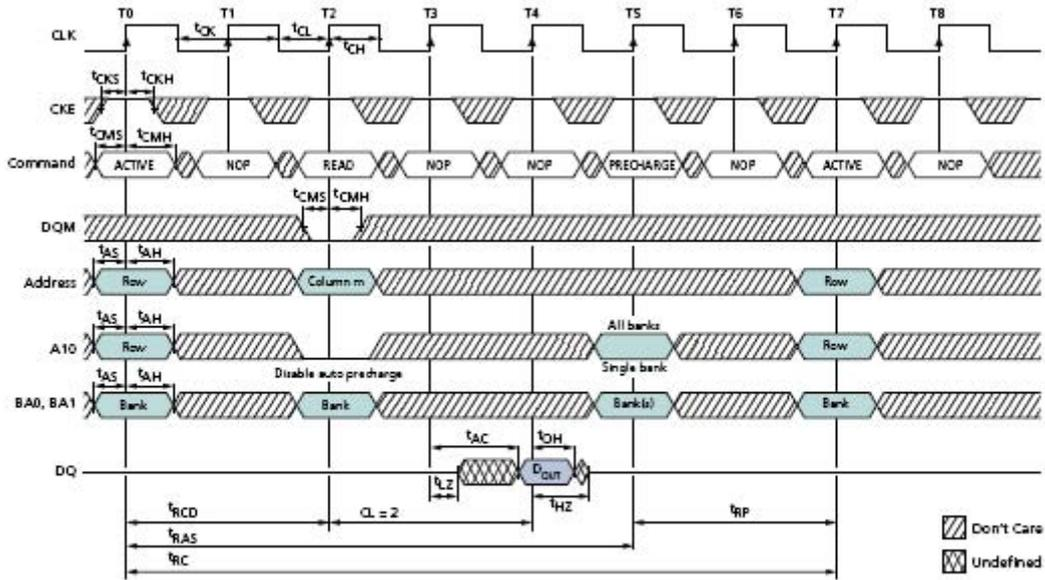 T0 T1 T2 T3 T4 T5 T6 T7 T8
CLK
tCK tCL
tCH
tCKS tCKH
CKE
tCMS tCMH
Command ACTIVE NOP READ NOP NOP PRECHARGE NOP ACTIVE NOP
tCMS tCMH
DQM
tAS tAH
Address Row Column m Row
tAS tAH
All banks
A10 Row Row
Disable auto precharge Single bank
tAS tAH
BA0, BA1 Bank Bank Bank(s) Bank
tAC tOH
DQ DOUT
tLZ tHZ
tRCD CL = 2 tRP
tRAS
tRC
Don't Care
Undefined